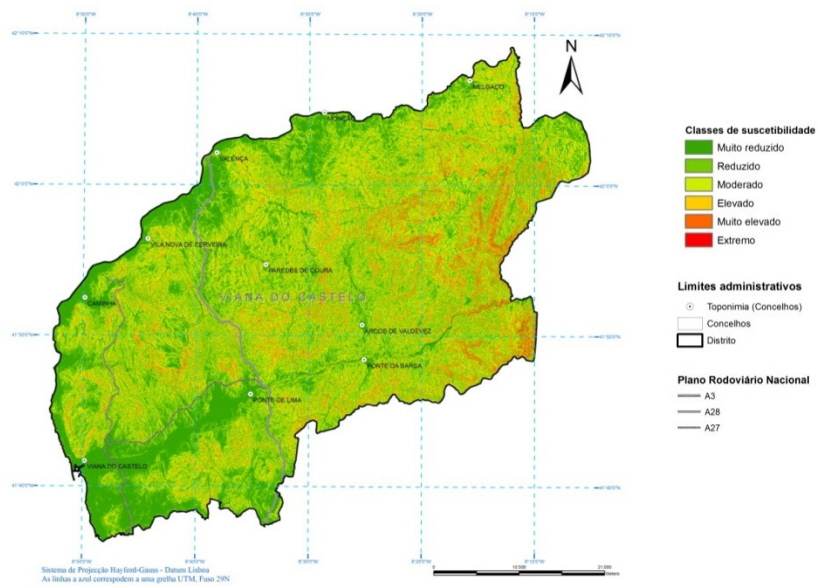 N
MELGAÇO
MONÇÃO
VALENÇA
VILA NOVA DE CERVEIRA
PAREDES DE COURA
VIANA DO CASTELO
CAMINHA
ARCOS DE VALDEVEZ
PONTE DA BARCA
PONTE DE LIMA
VIANA DO CASTELO
Classes de suscetibilidade
Muito reduzido
Reduzido
Moderado
Elevado
Muito elevado
Extremo
Limites administrativos
Toponimia (Concelhos)
Concelhos
Distrito
Plano Rodoviário Nacional
A3
A28
A27
Sistema de Projecção Hayford-Gauss - Datum Lisboa
As linhas a azul correspondem a uma grelha UTM, Fuso 29N